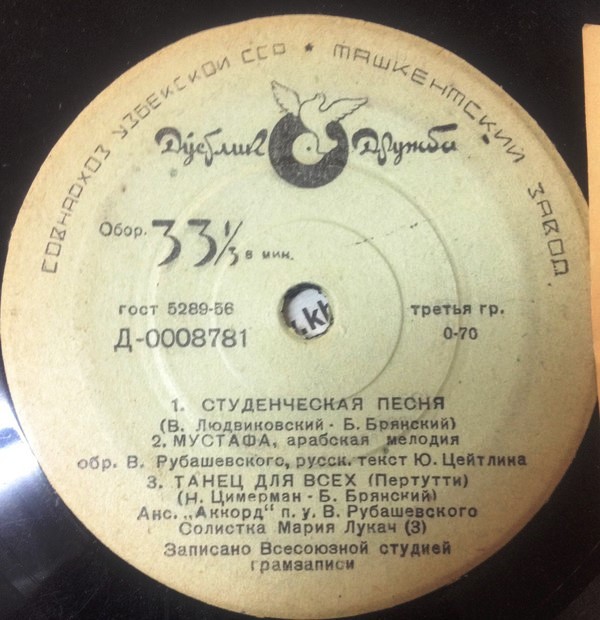 СОВНАРХОЗ УЗБЕКСКОЙ ССР ★ ТАШКЕНТСКИЙ ЗАВОД
Дўстлик Дружба
Обор. 33 1/3 в мин.
гост 5289-56 третья гр.
Д-0008781 0-70
1. СТУДЕНЧЕСКАЯ ПЕСНЯ
(В. Людвиковский - Б. Брянский)
2. МУСТАФА, арабская мелодия
обр. В. Рубашевского, русск. текст Ю. Цейтлина
3. ТАНЕЦ ДЛЯ ВСЕХ (Пертутти)
(Н. Цимерман - Б. Брянский)
Анс. „Аккорд" п. у. В. Рубашевского
Солистка Мария Лукач (3)
Записано Всесоюзной студией
грамзаписи